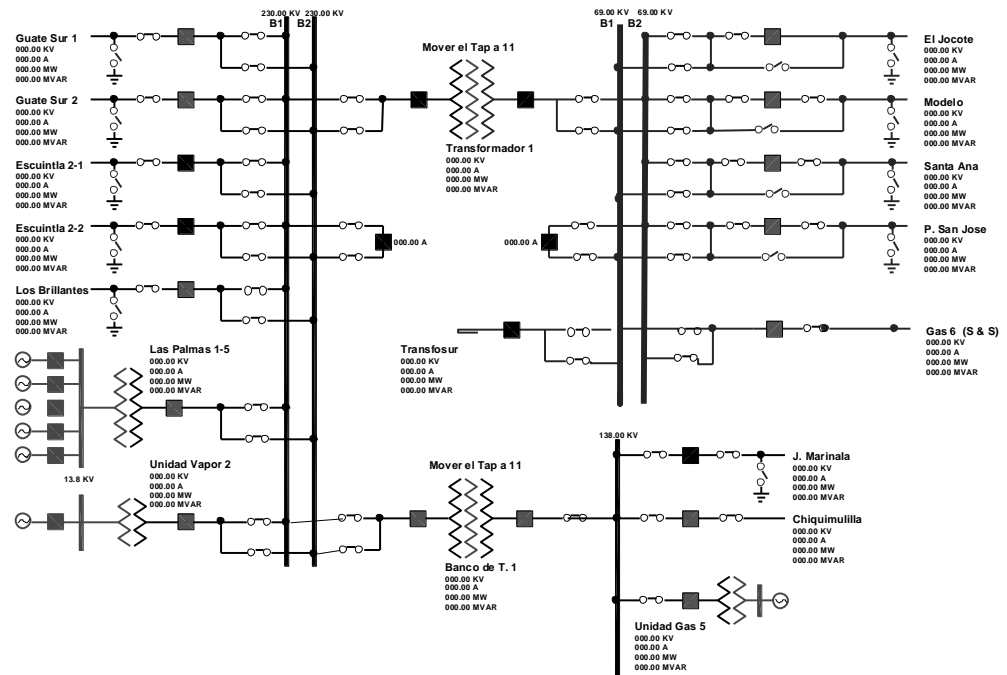 230.00 KV
230.00 KV
B1
B2
69.00 KV
69.00 KV
B1
B2
Guate Sur 1
000.00 KV
000.00 A
000.00 MW
000.00 MVAR
Mover el Tap a 11
El Jocote
000.00 KV
000.00 A
000.00 MW
000.00 MVAR
Guate Sur 2
000.00 KV
000.00 A
000.00 MW
000.00 MVAR
Transformador 1
000.00 KV
000.00 A
000.00 MW
000.00 MVAR
Modelo
000.00 KV
000.00 A
000.00 MW
000.00 MVAR
Escuintla 2-1
000.00 KV
000.00 A
000.00 MW
000.00 MVAR
Santa Ana
000.00 KV
000.00 A
000.00 MW
000.00 MVAR
Escuintla 2-2
000.00 KV
000.00 A
000.00 MW
000.00 MVAR
000.00 A
000.00 A
P. San Jose
000.00 KV
000.00 A
000.00 MW
000.00 MVAR
Los Brillantes
000.00 KV
000.00 A
000.00 MW
000.00 MVAR
Las Palmas 1-5
000.00 KV
000.00 A
000.00 MW
000.00 MVAR
Transfosur
000.00 KV
000.00 A
000.00 MW
000.00 MVAR
Gas 6 (S & S)
000.00 KV
000.00 A
000.00 MW
000.00 MVAR
13.8 KV
138.00 KV
Unidad Vapor 2
000.00 KV
000.00 A
000.00 MW
000.00 MVAR
Mover el Tap a 11
J. Marinala
000.00 KV
000.00 A
000.00 MW
000.00 MVAR
Banco de T. 1
000.00 KV
000.00 A
000.00 MW
000.00 MVAR
Chiquimulilla
000.00 KV
000.00 A
000.00 MW
000.00 MVAR
Unidad Gas 5
000.00 KV
000.00 A
000.00 MW
000.00 MVAR